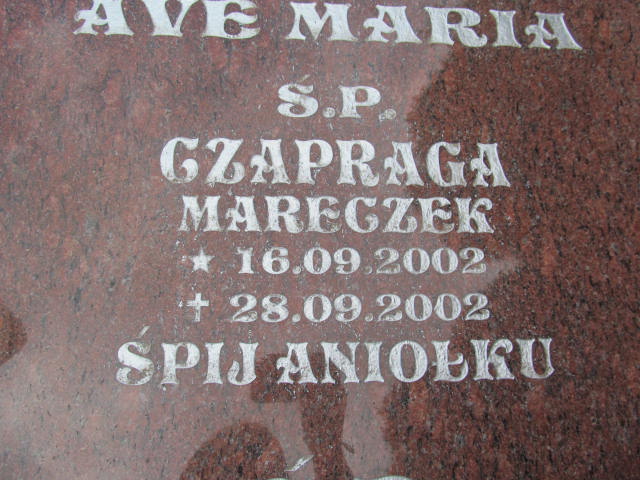 AVE MARIA
Ś.P.
CZAPRAGA
MARECZEK
★ 16.09.2002
✝ 28.09.2002
ŚPIJ ANIOŁKU